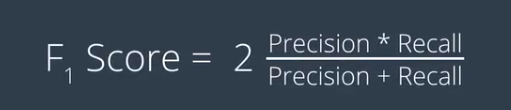 F₁ Score = 2 Precision * Recall
Precision + Recall